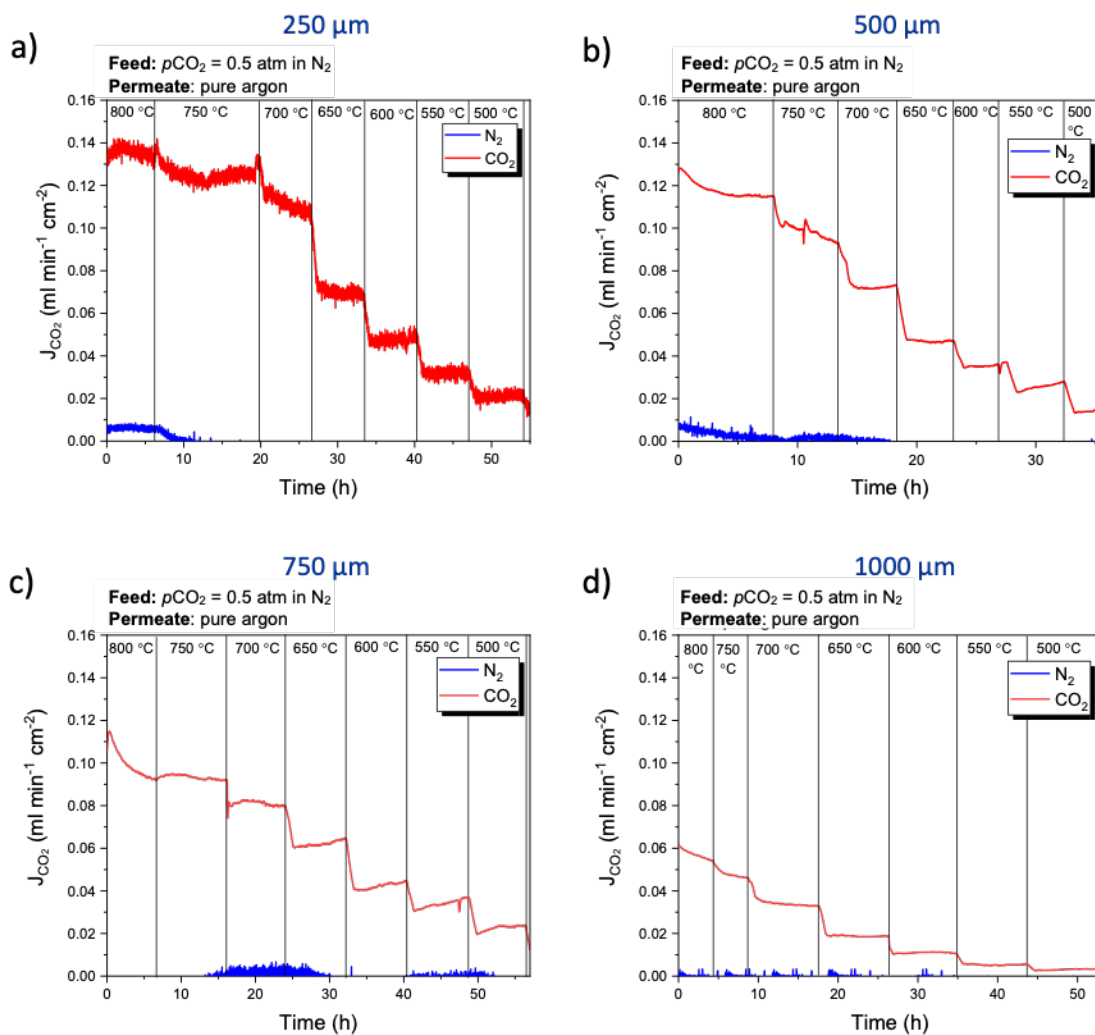 a)
250 μm
Feed: pCO₂ = 0.5 atm in N₂
Permeate: pure argon
800 °C 750 °C 700 °C 650 °C 600 °C 550 °C 500 °C
N₂
CO₂
J_CO₂ (ml min⁻¹ cm⁻²)
0.16
0.14
0.12
0.10
0.08
0.06
0.04
0.02
0.00
0 10 20 30 40 50
Time (h)
b)
500 μm
Feed: pCO₂ = 0.5 atm in N₂
Permeate: pure argon
800 °C 750 °C 700 °C 650 °C 600 °C 550 °C 500
°C
N₂
CO₂
J_CO₂ (ml min⁻¹ cm⁻²)
0.16
0.14
0.12
0.10
0.08
0.06
0.04
0.02
0.00
0 10 20 30
Time (h)
c)
750 μm
Feed: pCO₂ = 0.5 atm in N₂
Permeate: pure argon
800 °C 750 °C 700 °C 650 °C 600 °C 550 °C 500 °C
N₂
CO₂
J_CO₂ (ml min⁻¹ cm⁻²)
0.16
0.14
0.12
0.10
0.08
0.06
0.04
0.02
0.00
0 10 20 30 40 50
Time (h)
d)
1000 μm
Feed: pCO₂ = 0.5 atm in N₂
Permeate: pure argon
800 750 700 °C 650 °C 600 °C 550 °C 500 °C
°C °C
N₂
CO₂
J_CO₂ (ml min⁻¹ cm⁻²)
0.16
0.14
0.12
0.10
0.08
0.06
0.04
0.02
0.00
0 10 20 30 40 50
Time (h)